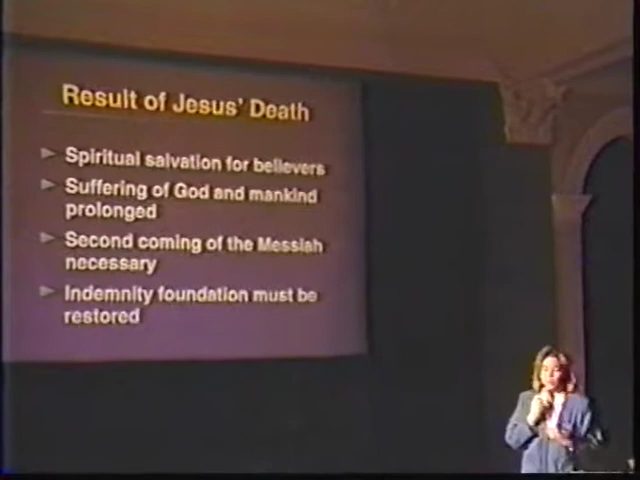 Result of Jesus' Death
Spiritual salvation for believers
Suffering of God and mankind
prolonged
Second coming of the Messiah
necessary
Indemnity foundation must be
restored